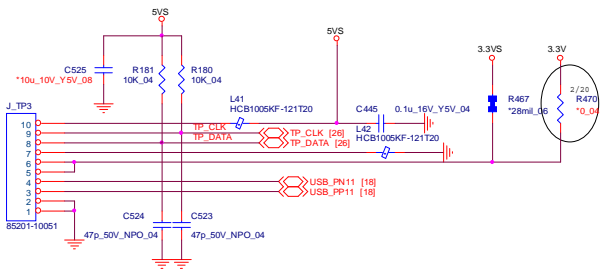 5VS
C525
*10u_10V_Y5V_08
R181
10K_04
R180
10K_04
5VS
3.3VS
3.3V
2/20
R467
*28mil_06
R470
*0_04
L41
HCB1005KF-121T20
C445
0.1u_16V_Y5V_04
L42
HCB1005KF-121T20
J_TP3
10
9
8
7
6
5
4
3
2
1
85201-10051
TP_CLK
TP_DATA
TP_CLK [26]
TP_DATA [26]
USB_PN11 [18]
USB_PP11 [18]
C524
47p_50V_NPO_04
C523
47p_50V_NPO_04